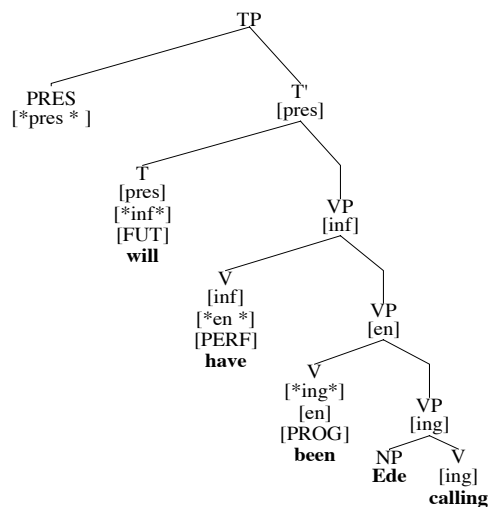 TP
PRES
[*pres * ]
T'
[pres]
T
[pres]
[*inf*]
[FUT]
will
VP
[inf]
V
[inf]
[*en *]
[PERF]
have
VP
[en]
V
[*ing*]
[en]
[PROG]
been
VP
[ing]
NP
Ede
V
[ing]
calling